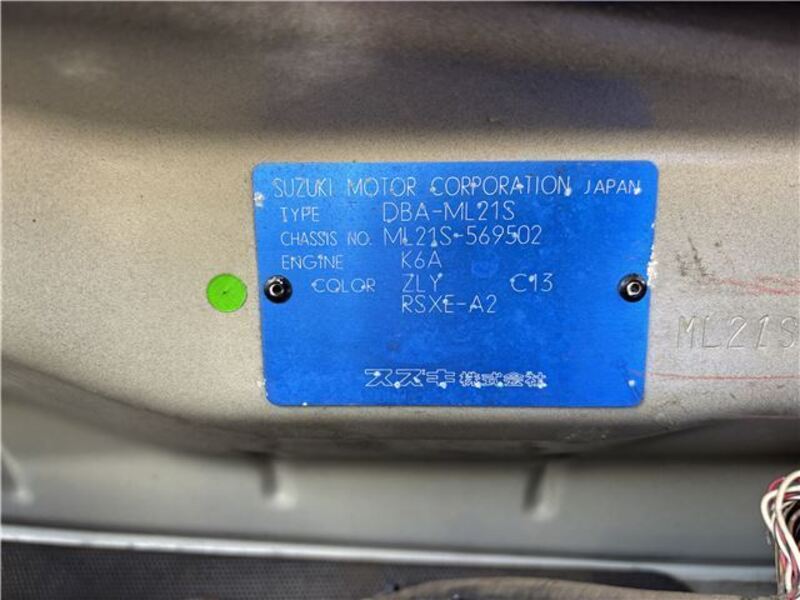 SUZUKI MOTOR CORPORATION JAPAN
TYPE DBA-ML21S
CHASSIS NO. ML21S-569502
ENGINE K6A
COLOR ZLY C13
RSXE-A2
スズキ株式会社
ML21S